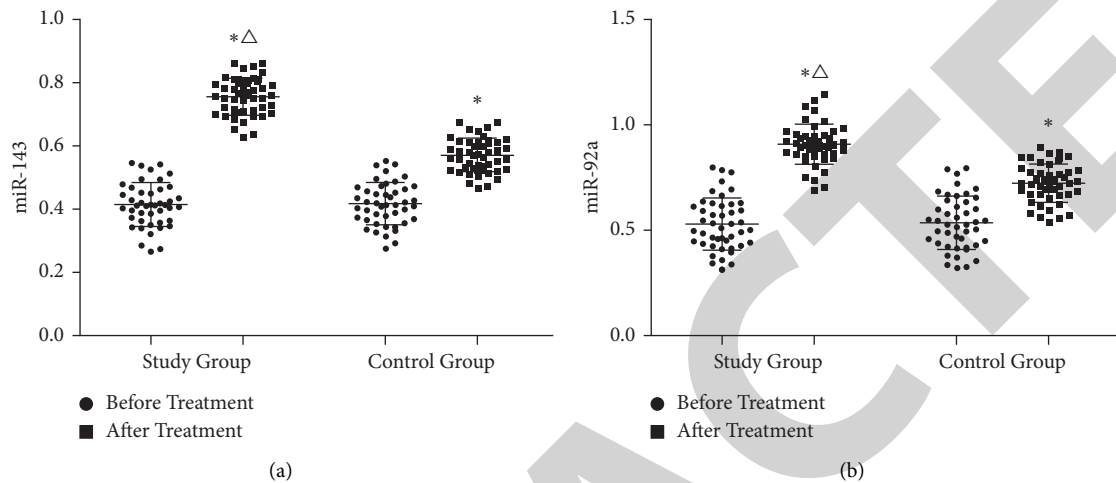 1.0
0.8
0.6
0.4
0.2
0.0
miR-143
*△
*
Study Group
Control Group
Before Treatment
After Treatment
(a)
1.5
1.0
0.5
0.0
miR-92a
*△
*
Study Group
Control Group
Before Treatment
After Treatment
(b)